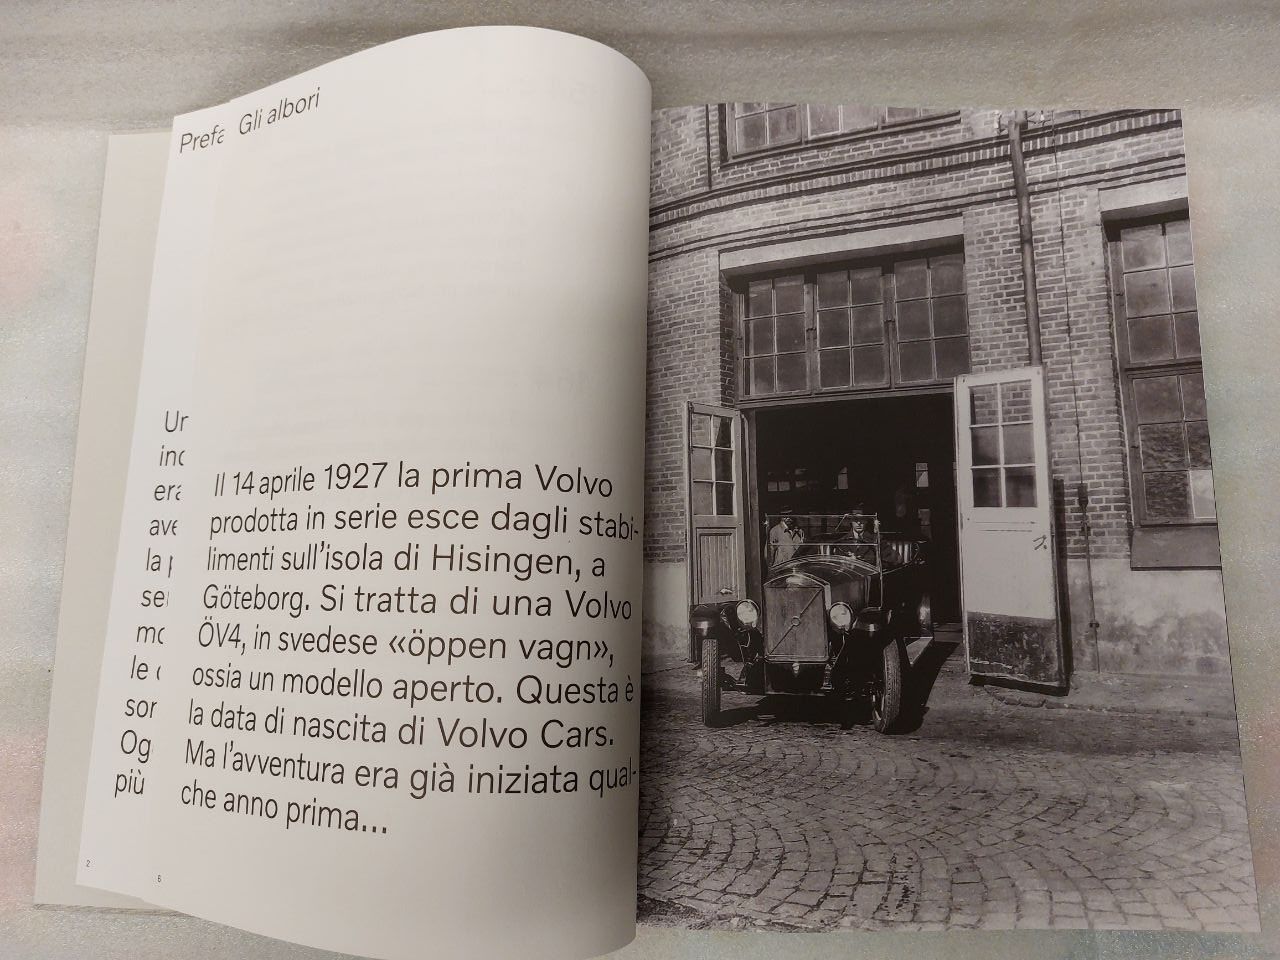 Gli albori
Il 14 aprile 1927 la prima Volvo
prodotta in serie esce dagli stabi-
limenti sull'isola di Hisingen, a
Göteborg. Si tratta di una Volvo
ÖV4, in svedese «öppen vagn»,
ossia un modello aperto. Questa è
la data di nascita di Volvo Cars.
Ma l'avventura era già iniziata qual-
che anno prima...
6
Prefa
Un
inc
era
ave
la
se
mo
le
sor
Og
più
2